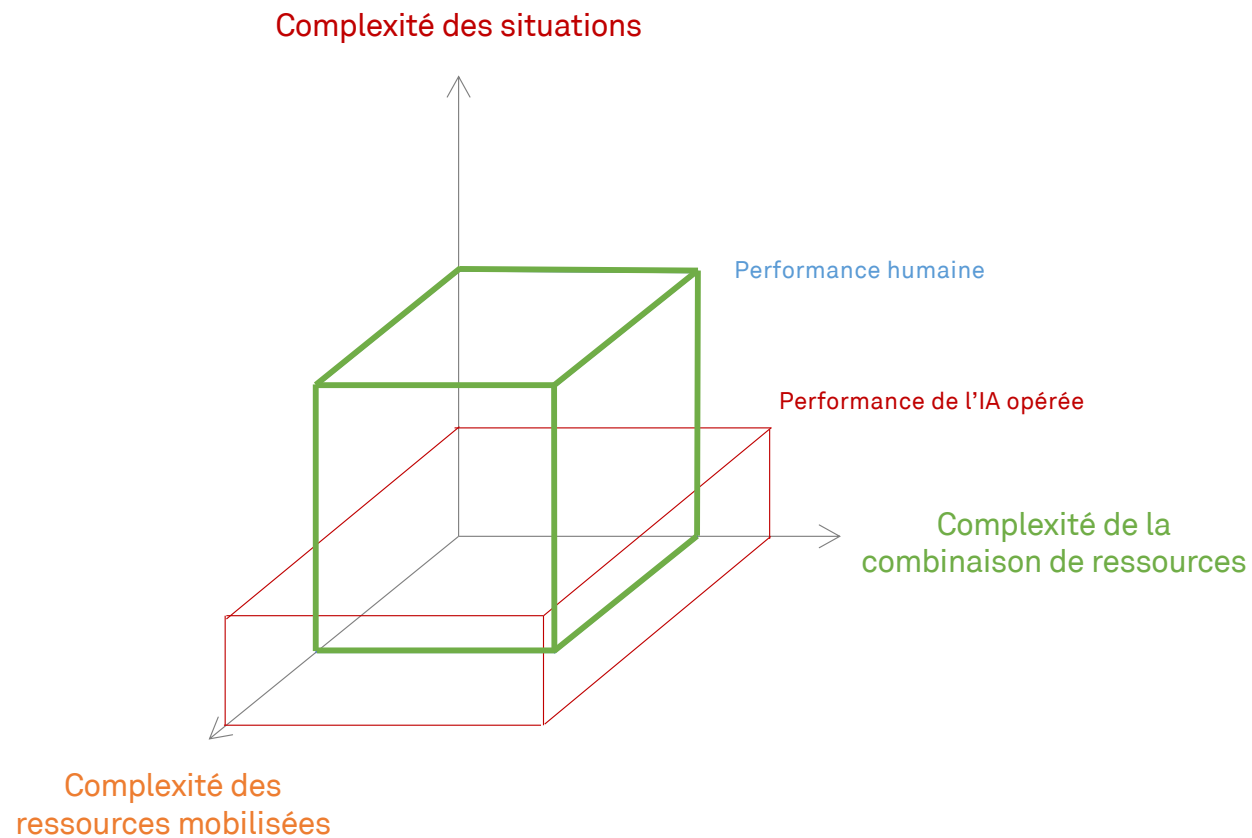 Complexité des situations
Performance humaine
Performance de l’IA opérée
Complexité de la
combinaison de ressources
Complexité des
ressources mobilisées